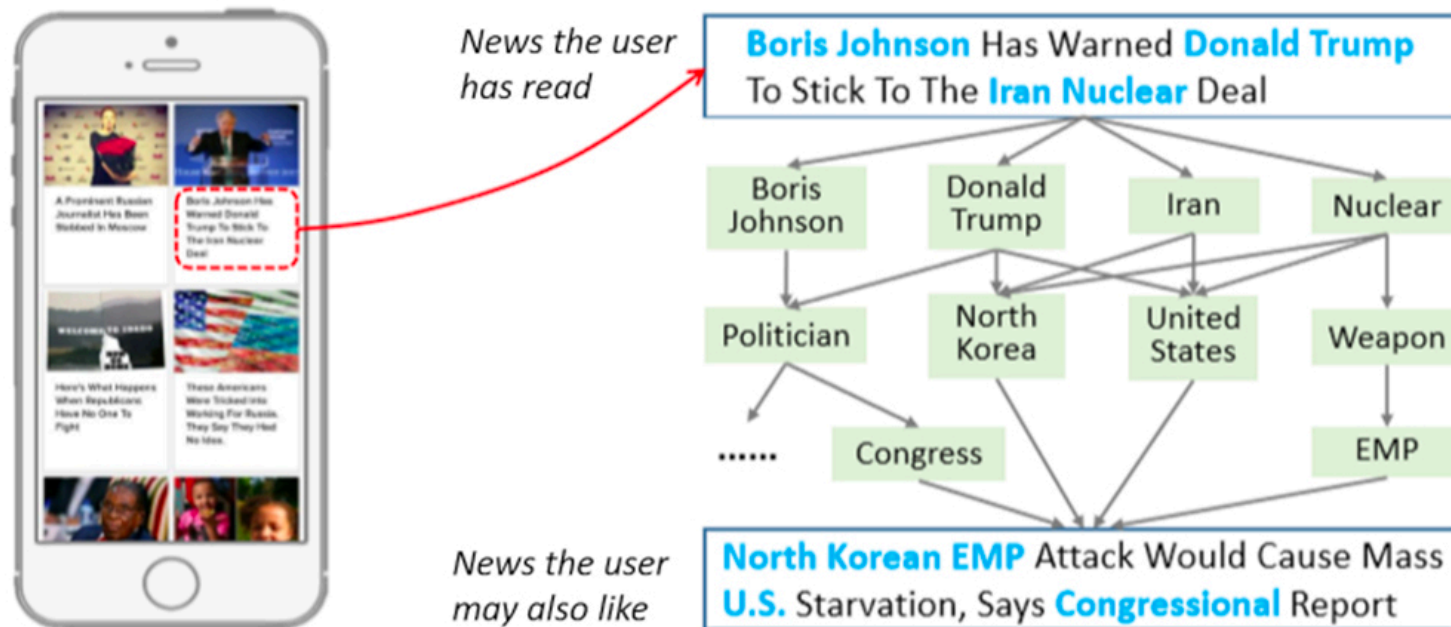 News the user
has read
Boris Johnson Has Warned Donald Trump
To Stick To The Iran Nuclear Deal
A Prominent Russian
Journalist Has Been
Stabbed In Moscow
Boris Johnson Has
Warned Donald
Trump To Stick To
The Iran Nuclear
Deal
Boris
Johnson
Donald
Trump
Iran
Nuclear
WELCOME TO IDAHO
Politician
North
Korea
United
States
Weapon
Here's What Happens
When Republicans
Have No One To
Fight
These Americans
Were Tricked Into
Working For Russia.
They Say They Had
No Idea.
......
Congress
EMP
News the user
may also like
North Korean EMP Attack Would Cause Mass
U.S. Starvation, Says Congressional Report